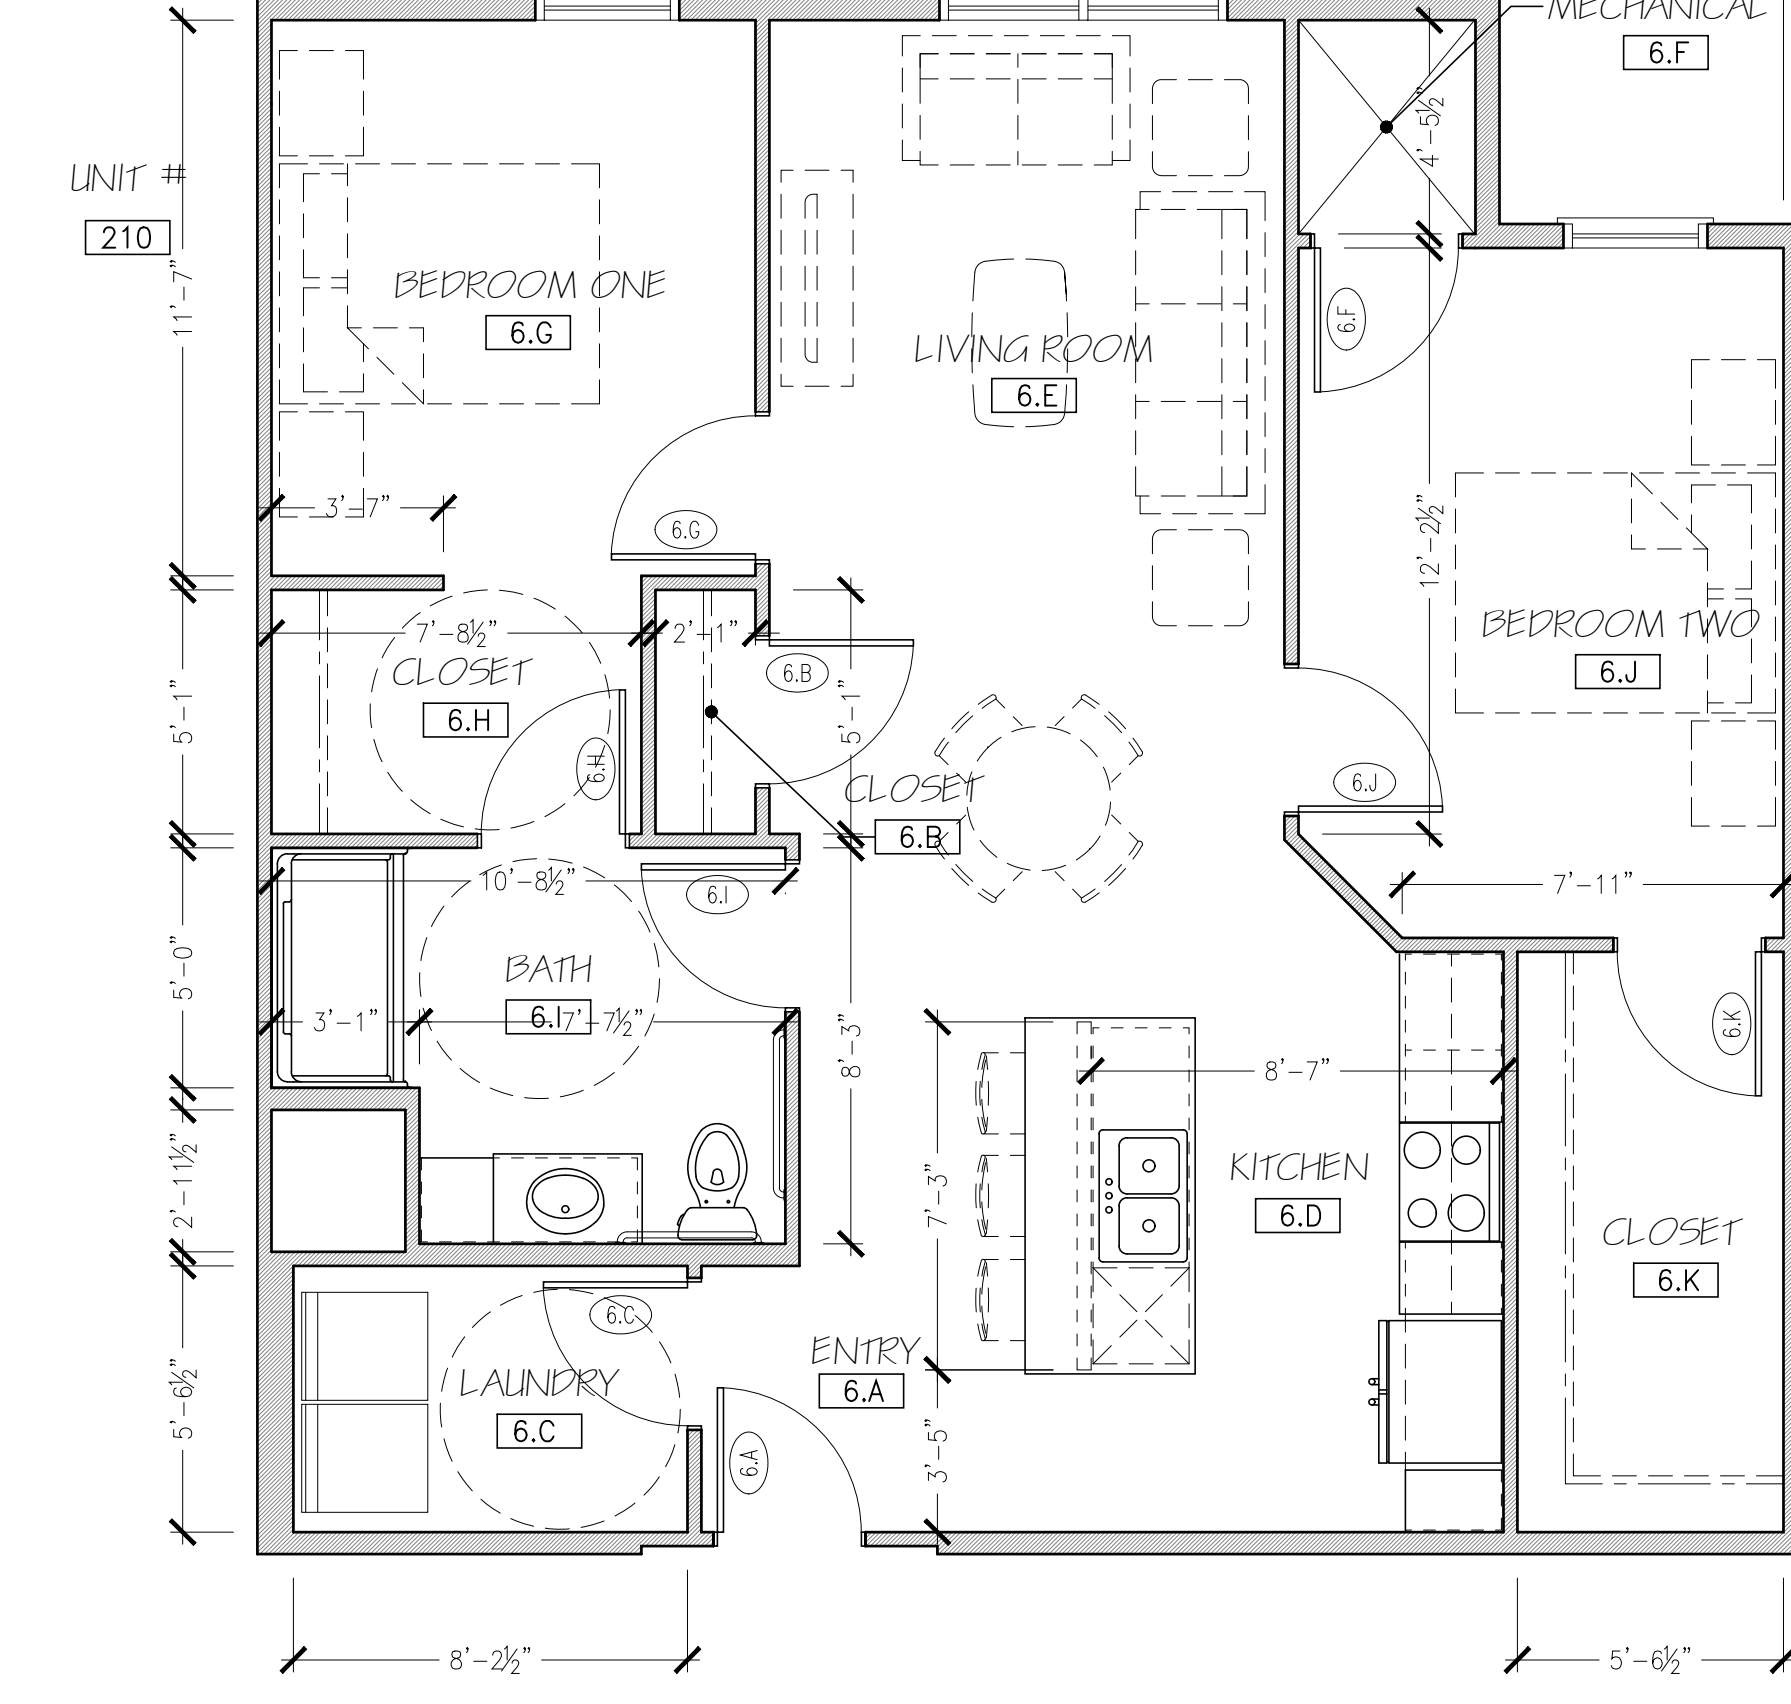 MECHANICAL
6.F
4'-5½"
UNIT #
210
11'-7"
BEDROOM ONE
6.G
6.F
LIVING ROOM
6.E
3'-7"
6.G
12'-2½"
BEDROOM TWO
6.J
7'-8½"
2'-1"
CLOSET
6.H
6.B
5'-1"
5'-1"
6.H
CLOSET
6.B
6.J
10'-8½"
6.I
7'-11"
5'-0"
BATH
6.I
3'-1"
7'-7½"
6.K
8'-3"
8'-7"
2'-11½"
7'-3"
KITCHEN
6.D
CLOSET
6.K
6.C
ENTRY
6.A
5'-6½"
LAUNDRY
6.C
6.A
3'-5"
8'-2½"
5'-6½"